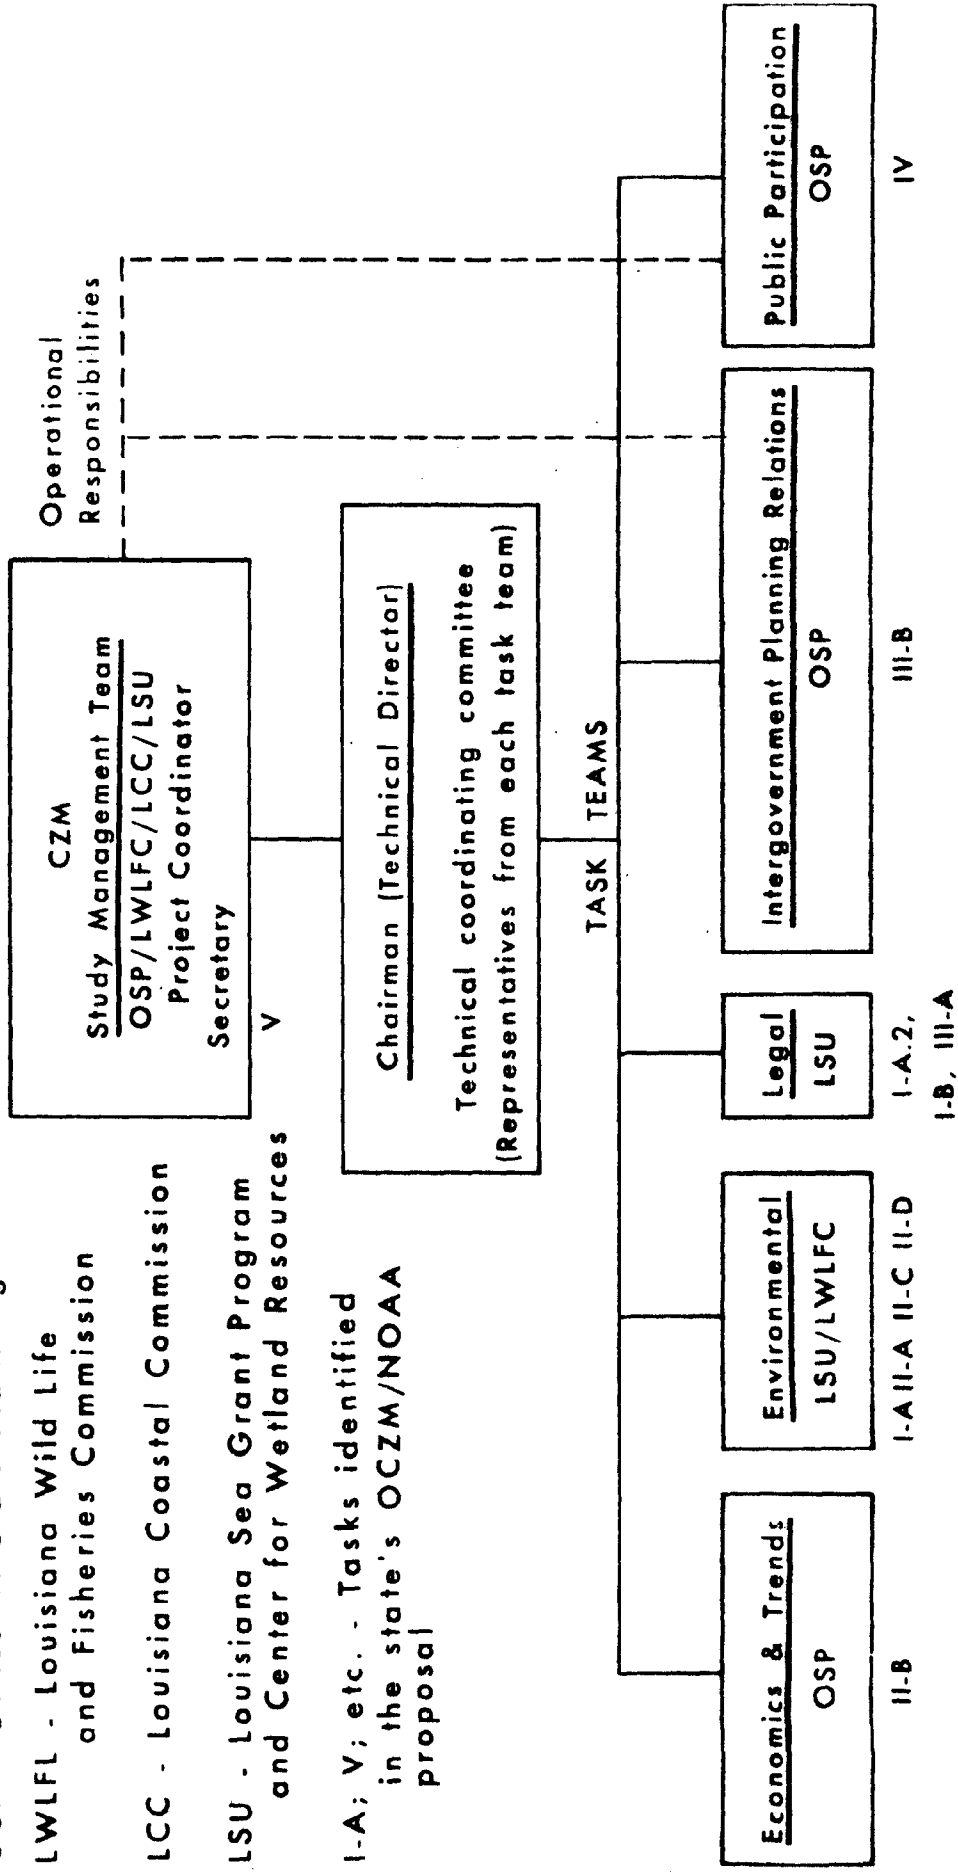 LWLFL - Louisiana Wild Life
and Fisheries Commission
LCC - Louisiana Coastal Commission
LSU - Louisiana Sea Grant Program
and Center for Wetland Resources
I-A; V; etc. - Tasks identified
in the state's OCZM/NOAA
proposal
CZM
Study Management Team
OSP/LWLFC/LCC/LSU
Project Coordinator
Secretary
V
Operational
Responsibilities
Chairman (Technical Director)
Technical coordinating committee
(Representatives from each task team)
TASK TEAMS
Economics & Trends
OSP
II-B
Environmental
LSU/LWLFC
I-A II-A II-C II-D
Legal
LSU
I-A.2,
I-B, III-A
Intergovernment Planning Relations
OSP
III-B
Public Participation
OSP
IV